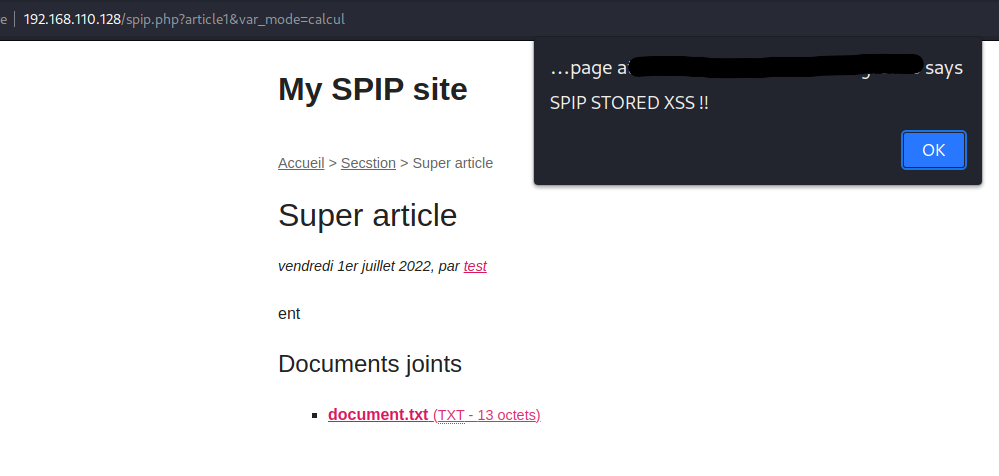 e 192.168.110.128/spip.php?article1&var_mode=calcul
...page a says
SPIP STORED XSS !!
OK
My SPIP site
Accueil > Secstion > Super article
Super article
vendredi 1er juillet 2022, par test
ent
Documents joints
document.txt (TXT - 13 octets)